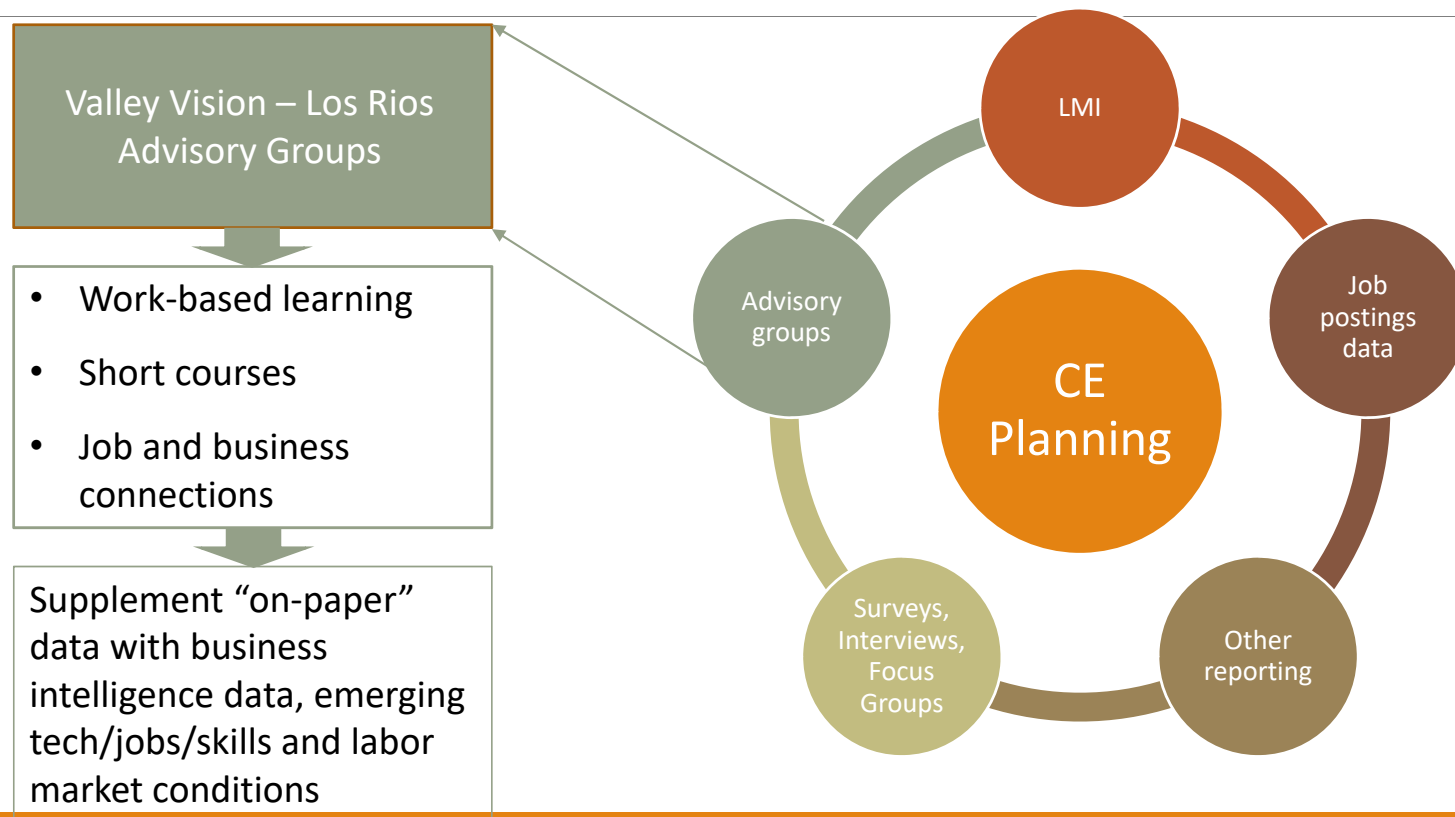 Valley Vision – Los Rios
Advisory Groups
• Work-based learning
• Short courses
• Job and business
connections
Supplement “on-paper”
data with business
intelligence data, emerging
tech/jobs/skills and labor
market conditions
LMI
Job
postings
data
Other
reporting
Surveys,
Interviews,
Focus
Groups
Advisory
groups
CE
Planning